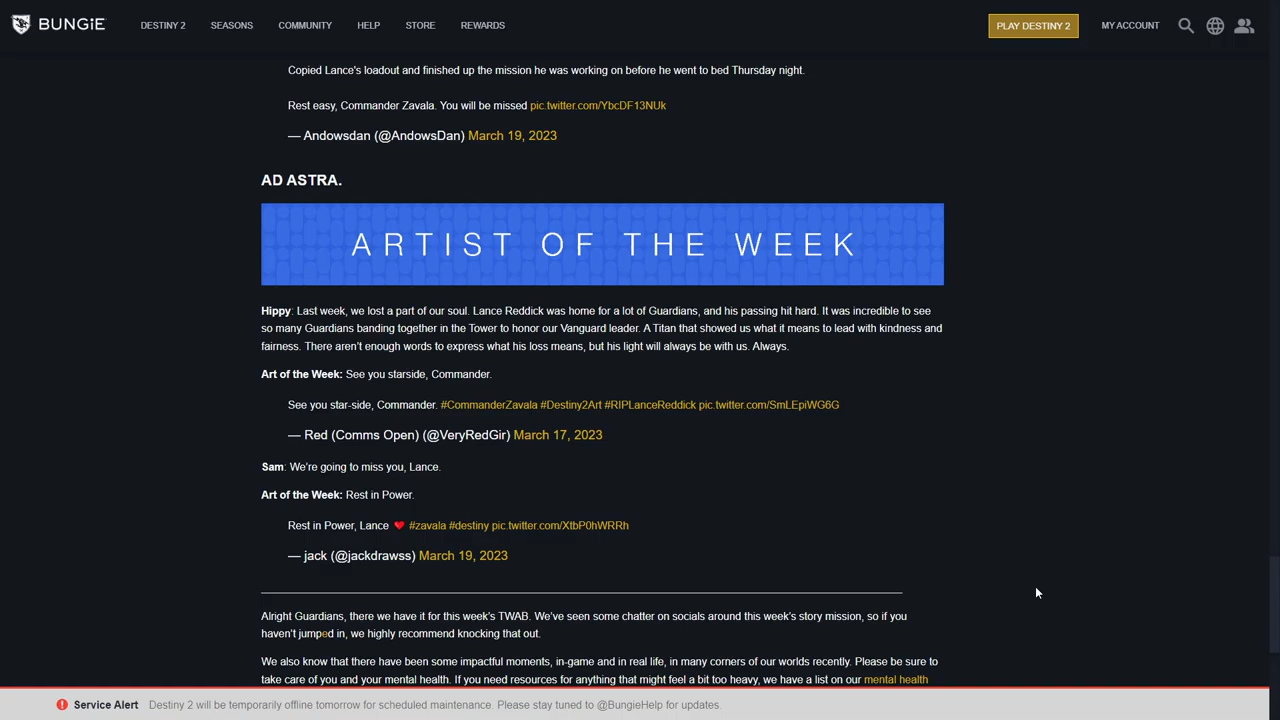 BUNGiE DESTINY 2 SEASONS COMMUNITY HELP STORE REWARDS PLAY DESTINY 2 MY ACCOUNT
Copied Lance's loadout and finished up the mission he was working on before he went to bed Thursday night.
Rest easy, Commander Zavala. You will be missed pic.twitter.com/YbcDF13NUk
— Andowsdan (@AndowsDan) March 19, 2023
AD ASTRA.
ARTIST OF THE WEEK
Hippy: Last week, we lost a part of our soul. Lance Reddick was home for a lot of Guardians, and his passing hit hard. It was incredible to see
so many Guardians banding together in the Tower to honor our Vanguard leader. A Titan that showed us what it means to lead with kindness and
fairness. There aren't enough words to express what his loss means, but his light will always be with us. Always.
Art of the Week: See you starside, Commander.
See you star-side, Commander. #CommanderZavala #Destiny2Art #RIPLanceReddick pic.twitter.com/SmLEpiWG6G
— Red (Comms Open) (@VeryRedGir) March 17, 2023
Sam: We're going to miss you, Lance.
Art of the Week: Rest in Power.
Rest in Power, Lance ❤ #zavala #destiny pic.twitter.com/XtbP0hWRRh
— jack (@jackdrawss) March 19, 2023
Alright Guardians, there we have it for this week's TWAB. We've seen some chatter on socials around this week's story mission, so if you
haven't jumped in, we highly recommend knocking that out.
We also know that there have been some impactful moments, in-game and in real life, in many corners of our worlds recently. Please be sure to
take care of you and your mental health. If you need resources for anything that might feel a bit too heavy, we have a list on our mental health
Service Alert Destiny 2 will be temporarily offline tomorrow for scheduled maintenance. Please stay tuned to @BungieHelp for updates.